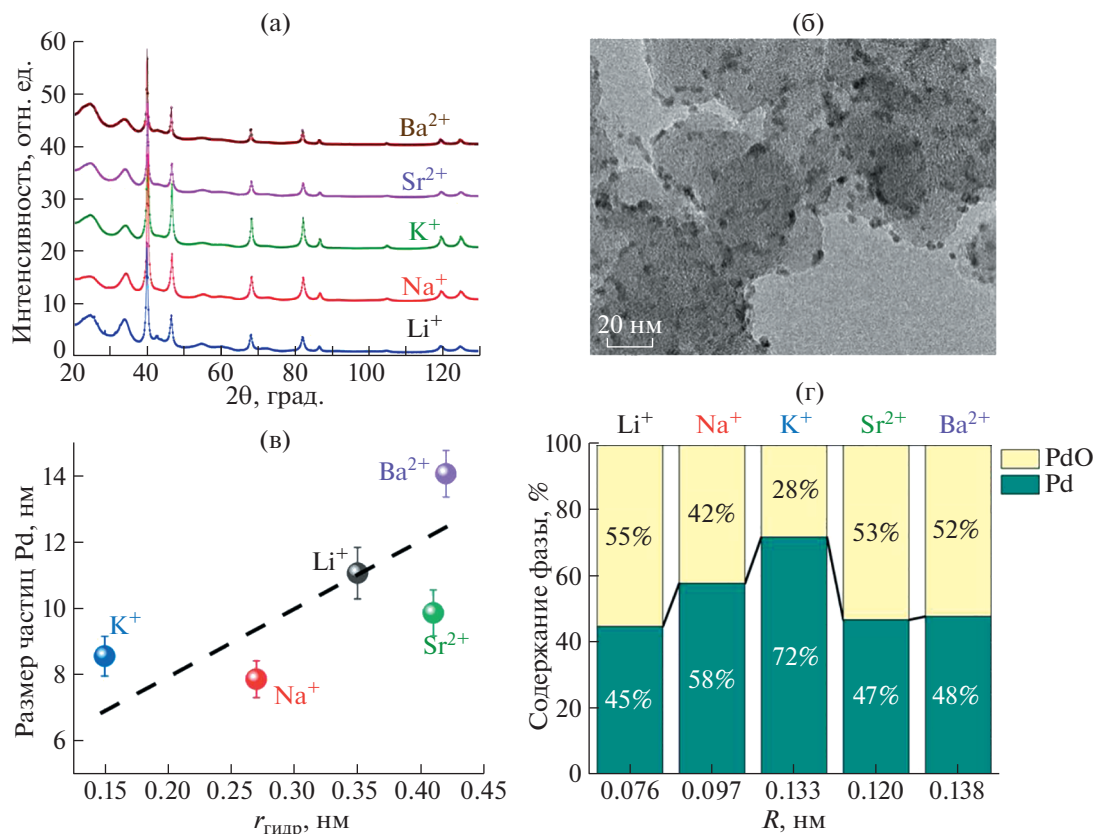 (а)
Интенсивность, отн. ед.
60
50
40
30
20
10
0
Ba²⁺
Sr²⁺
K⁺
Na⁺
Li⁺
20 40 60 80 100 120
2θ, град.
(б)
20 нм
(в)
Размер частиц Pd, нм
14
12
10
8
6
Ba²⁺
Li⁺
Sr²⁺
K⁺
Na⁺
0.15 0.20 0.25 0.30 0.35 0.40 0.45
r гидр, нм
(г)
Li⁺ Na⁺ K⁺ Sr²⁺ Ba²⁺
Содержание фазы, %
100
80
60
40
20
0
PdO
Pd
55% 42% 28% 53% 52%
45% 58% 72% 47% 48%
0.076 0.097 0.133 0.120 0.138
R, нм